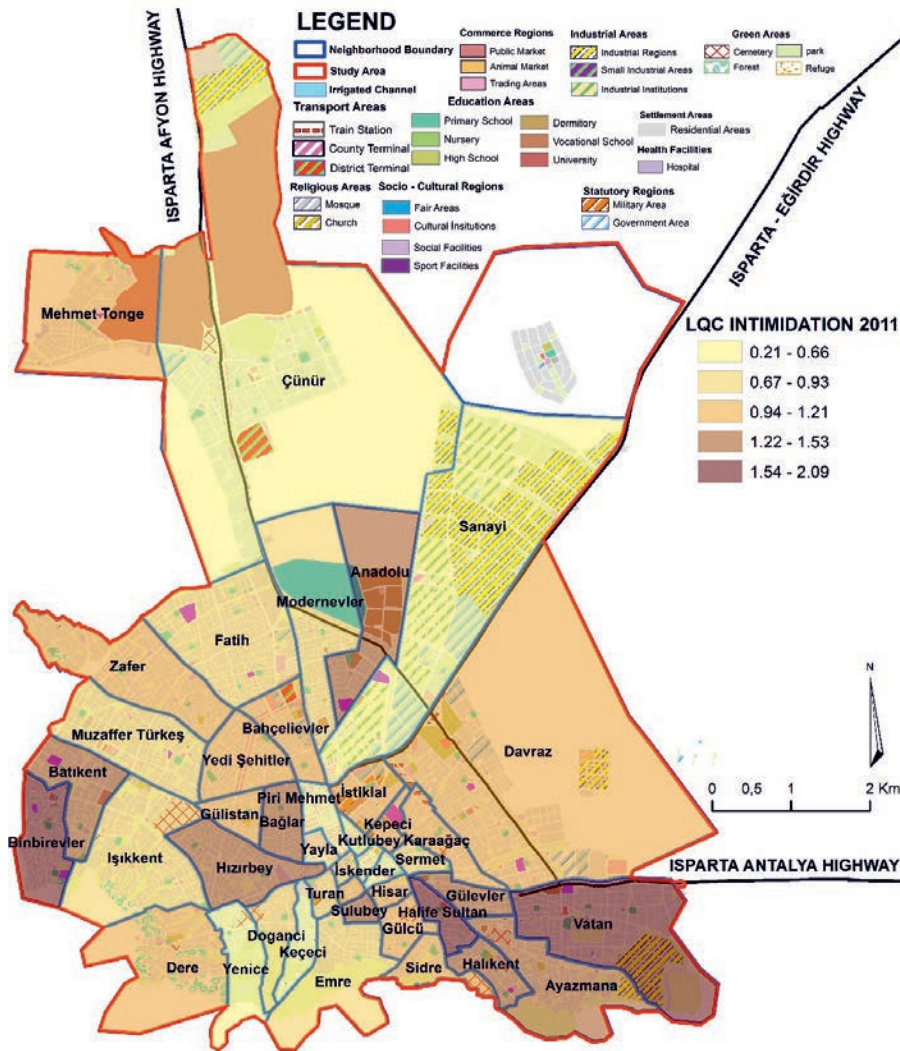 LEGEND
Neighborhood Boundary
Study Area
Irrigated Channel
Transport Areas
Train Station
County Terminal
District Terminal
Religious Areas
Mosque
Church
Commerce Regions
Public Market
Animal Market
Trading Areas
Education Areas
Primary School
Nursery
High School
Dermitory
Vocational School
University
Socio - Cultural Regions
Fair Areas
Cultural Insitutions
Social Facilities
Sport Facilities
Industrial Areas
Industrial Regions
Small Industrial Areas
Industrial Institutions
Green Areas
Cemetery
park
Forest
Refuge
Settlement Areas
Residential Areas
Health Facilities
Hospital
Statutory Regions
Military Area
Government Area
ISPARTA AFYON HIGHWAY
ISPARTA - EĞİRDİR HIGHWAY
LQC INTIMIDATION 2011
0.21 - 0.66
0.67 - 0.93
0.94 - 1.21
1.22 - 1.53
1.54 - 2.09
Mehmet Tonge
Çünür
Sanayi
Anadolu
Modernevler
Fatih
Zafer
Muzaffer Türkeş
Bahçelievler
Yedi Şehitler
Davraz
N
0 0,5 1 2 Km
Batıkent
Binbirevler
Işıkkent
Gülistan
Piri Mehmet
Bağlar
İstiklal
Kepeci
Kutlubey
Karaağaç
Yayla
Sermet
Hızırbey
İskender
ISPARTA ANTALYA HIGHWAY
Turan
Hisar
Gülevler
Sulubey
Halife Sultan
Vatan
Gülcü
Doganci
Keçeci
Dere
Yenice
Emre
Sidre
Halıkent
Ayazmana